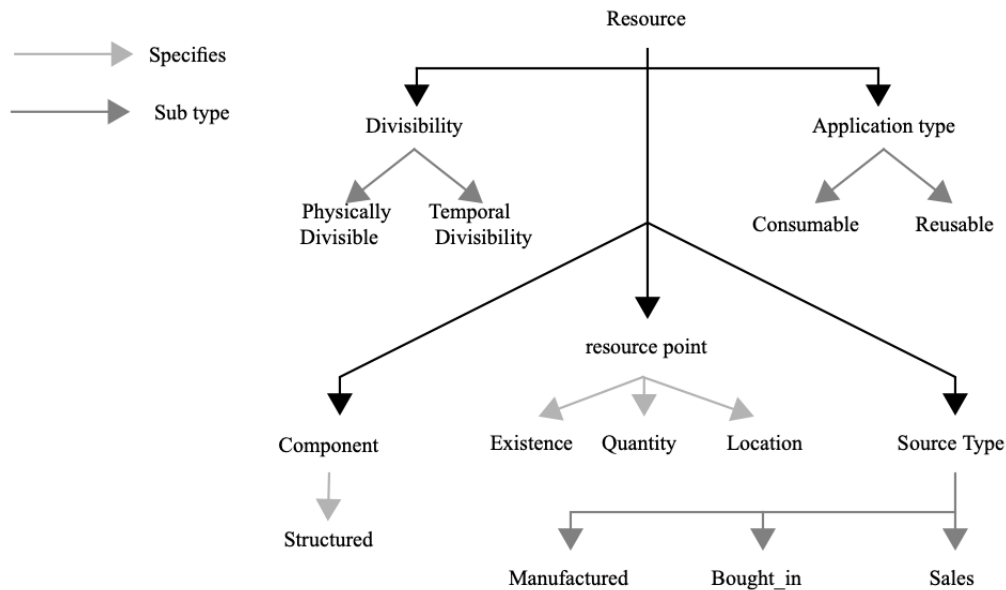 Resource
Specifies
Sub type
Divisibility
Application type
Physically
Divisible
Temporal
Divisibility
Consumable
Reusable
resource point
Component
Existence
Quantity
Location
Source Type
Structured
Manufactured
Bought_in
Sales